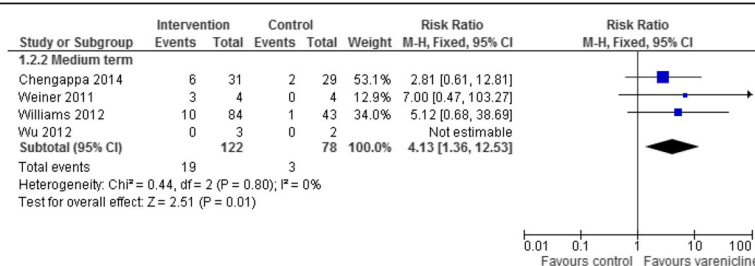 Intervention Control Risk Ratio Risk Ratio
Study or Subgroup Events Total Events Total Weight M-H, Fixed, 95% CI M-H, Fixed, 95% CI
1.2.2 Medium term
Chengappa 2014 6 31 2 29 53.1% 2.81 [0.61, 12.81]
Weiner 2011 3 4 0 4 12.9% 7.00 [0.47, 103.27]
Williams 2012 10 84 1 43 34.0% 5.12 [0.68, 38.69]
Wu 2012 0 3 0 2 Not estimable
Subtotal (95% CI) 122 78 100.0% 4.13 [1.36, 12.53]
Total events 19 3
Heterogeneity: Chi² = 0.44, df = 2 (P = 0.80); I² = 0%
Test for overall effect: Z = 2.51 (P = 0.01)
0.01 0.1 1 10 100
Favours control Favours varenicline